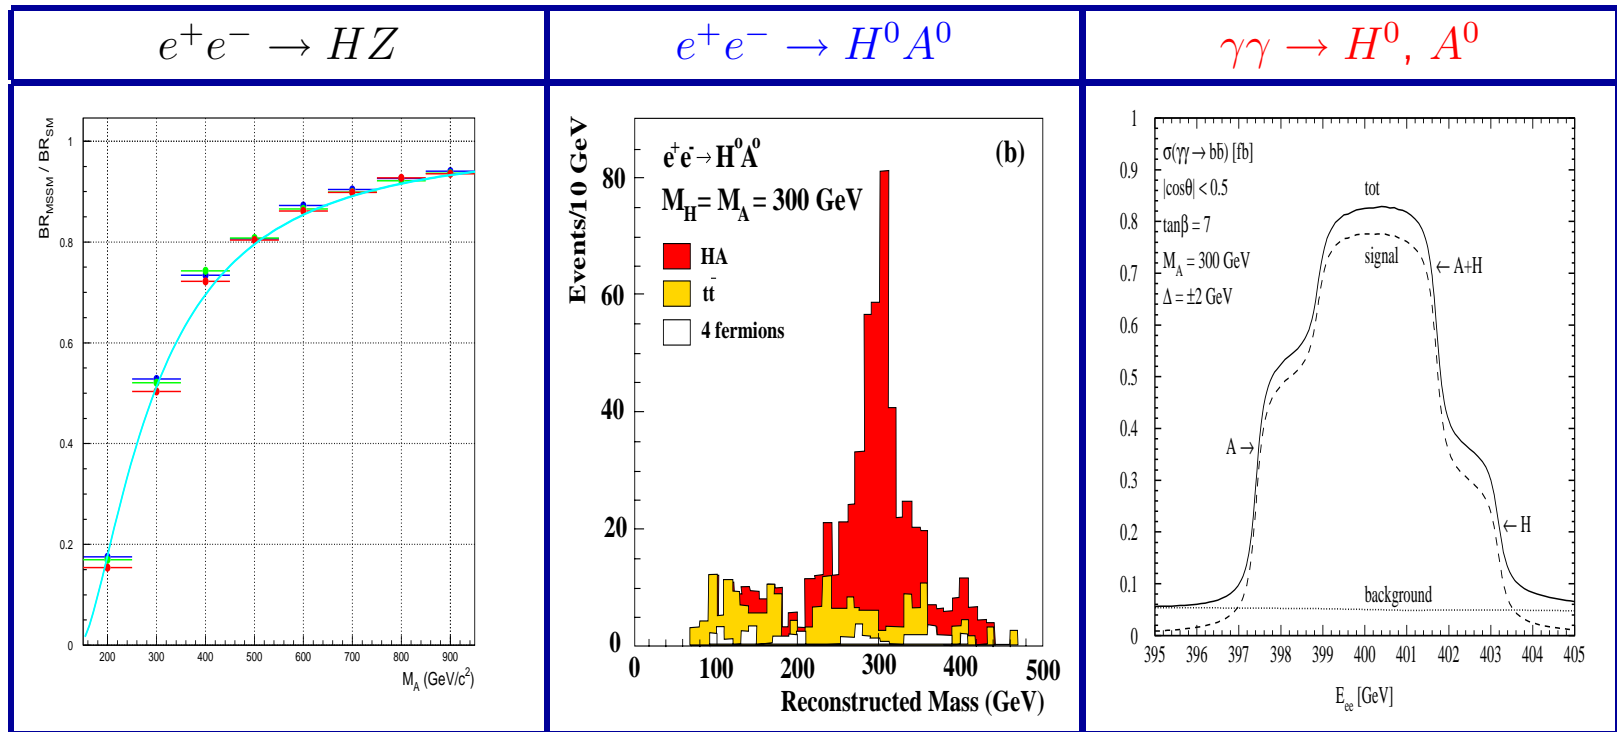 e⁺e⁻ → HZ
e⁺e⁻ → H⁰A⁰
γγ → H⁰, A⁰
BR_MSSM / BR_SM
1
0.8
0.6
0.4
0.2
0
200 300 400 500 600 700 800 900
M_A (GeV/c²)
Events/10 GeV
e⁺e⁻→H⁰A⁰
(b)
M_H = M_A = 300 GeV
HA
tt̄
4 fermions
80
60
40
20
0
0 100 200 300 400 500
Reconstructed Mass (GeV)
σ(γγ → bb̄) [fb]
|cosθ| < 0.5
tanβ = 7
M_A = 300 GeV
Δ = ±2 GeV
tot
signal
← A+H
A →
← H
background
1
0.9
0.8
0.7
0.6
0.5
0.4
0.3
0.2
0.1
0
395 396 397 398 399 400 401 402 403 404 405
E_ee [GeV]